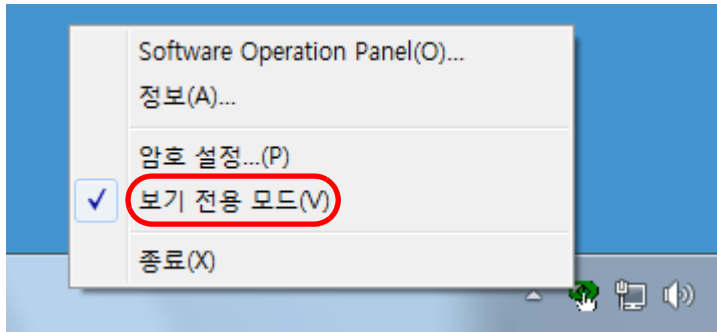 Software Operation Panel(O)...
정보(A)...
암호 설정...(P)
보기 전용 모드(V)
종료(X)